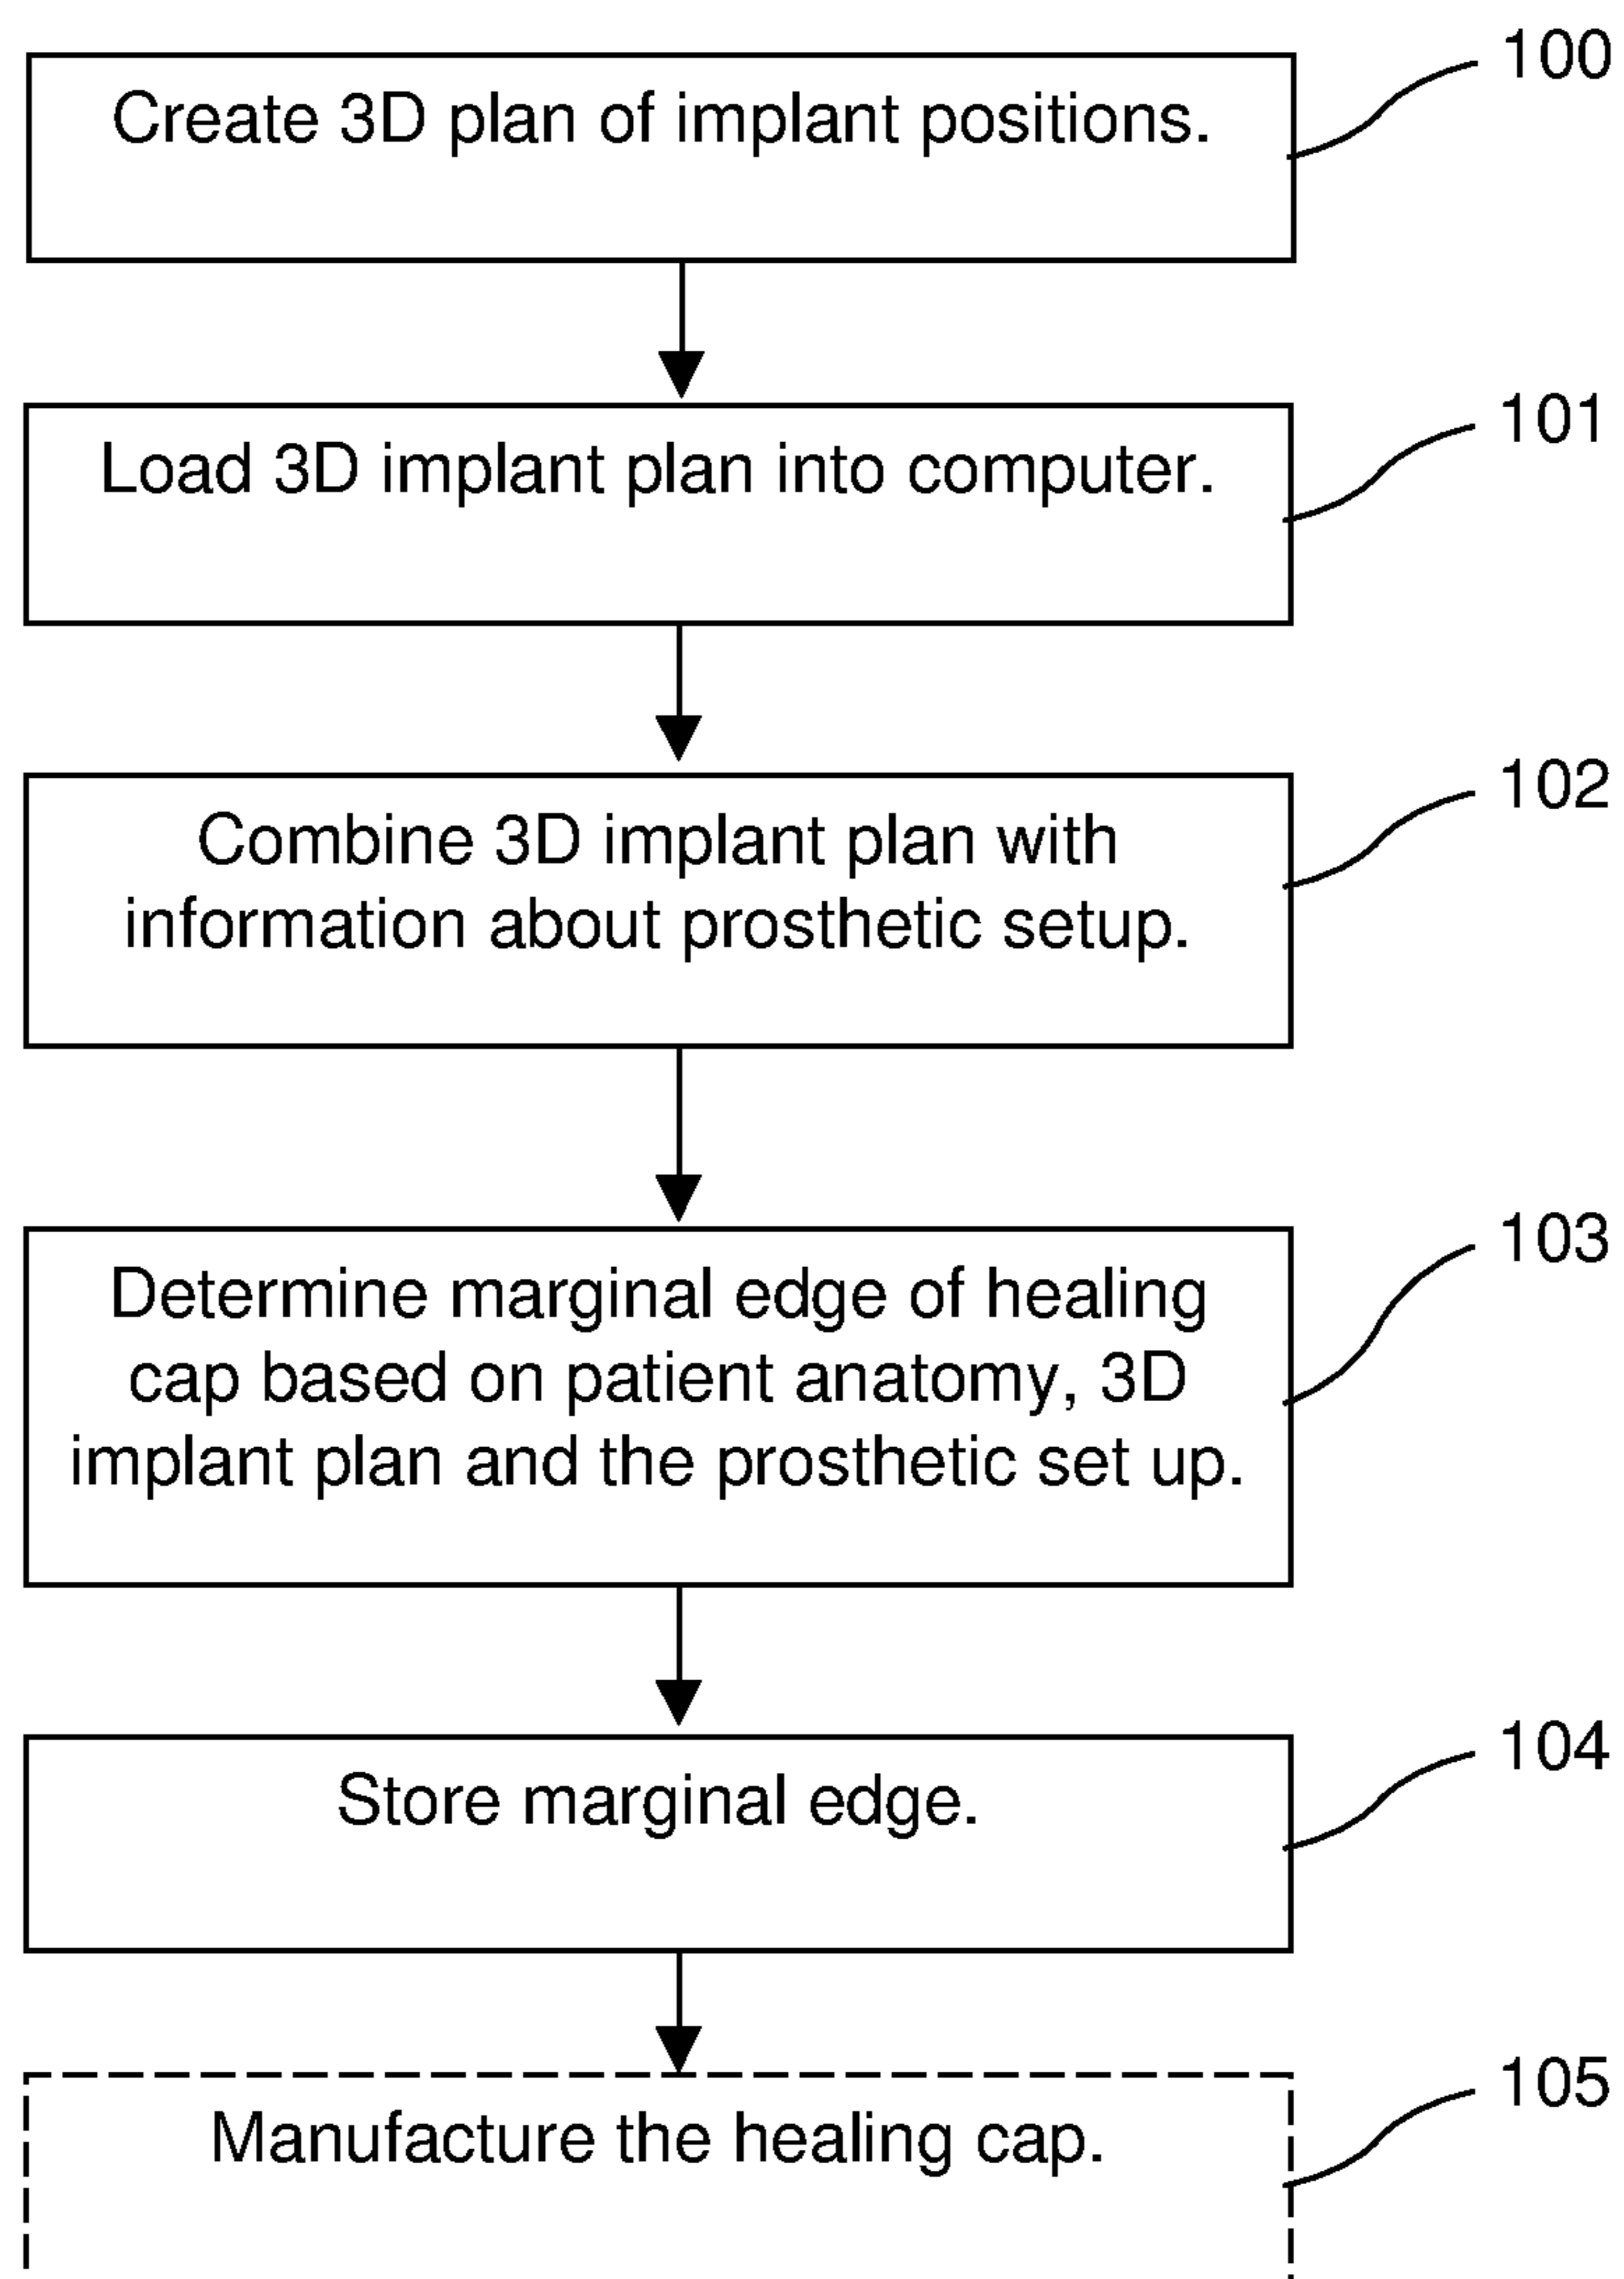 100
Create 3D plan of implant positions.
101
Load 3D implant plan into computer.
102
Combine 3D implant plan with
information about prosthetic setup.
103
Determine marginal edge of healing
cap based on patient anatomy, 3D
implant plan and the prosthetic set up.
104
Store marginal edge.
105
Manufacture the healing cap.